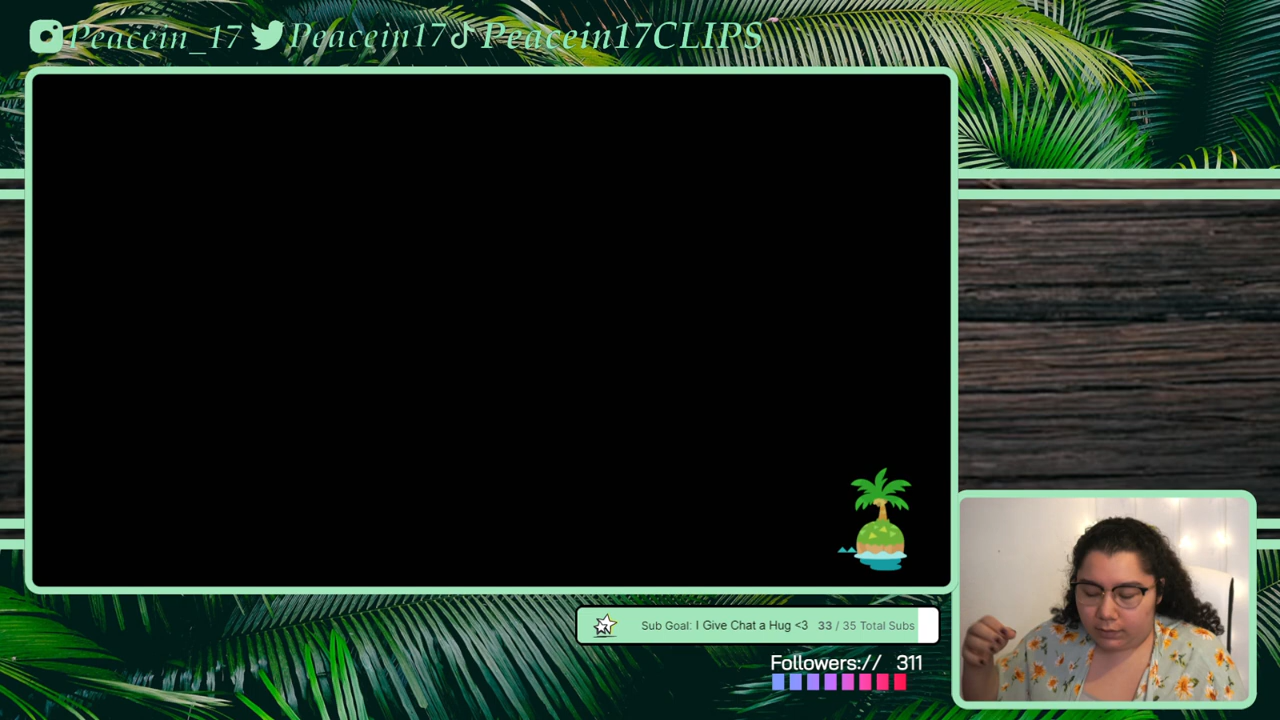 Peacein_17 Peacein17 Peacein17CLIPS
Sub Goal: I Give Chat a Hug <3 33 / 35 Total Subs
Followers:// 311